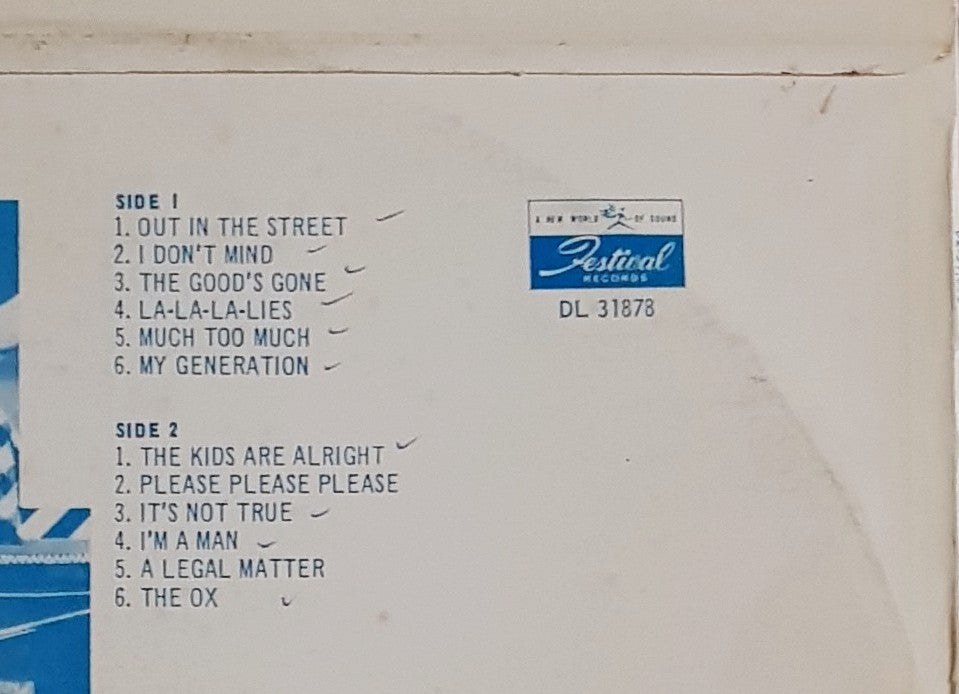 SIDE 1
1. OUT IN THE STREET
2. I DON'T MIND
3. THE GOOD'S GONE
4. LA-LA-LA-LIES
5. MUCH TOO MUCH
6. MY GENERATION
A NEW WORLD OF SOUND
Festival
RECORDS
DL 31878
SIDE 2
1. THE KIDS ARE ALRIGHT
2. PLEASE PLEASE PLEASE
3. IT'S NOT TRUE
4. I'M A MAN
5. A LEGAL MATTER
6. THE OX